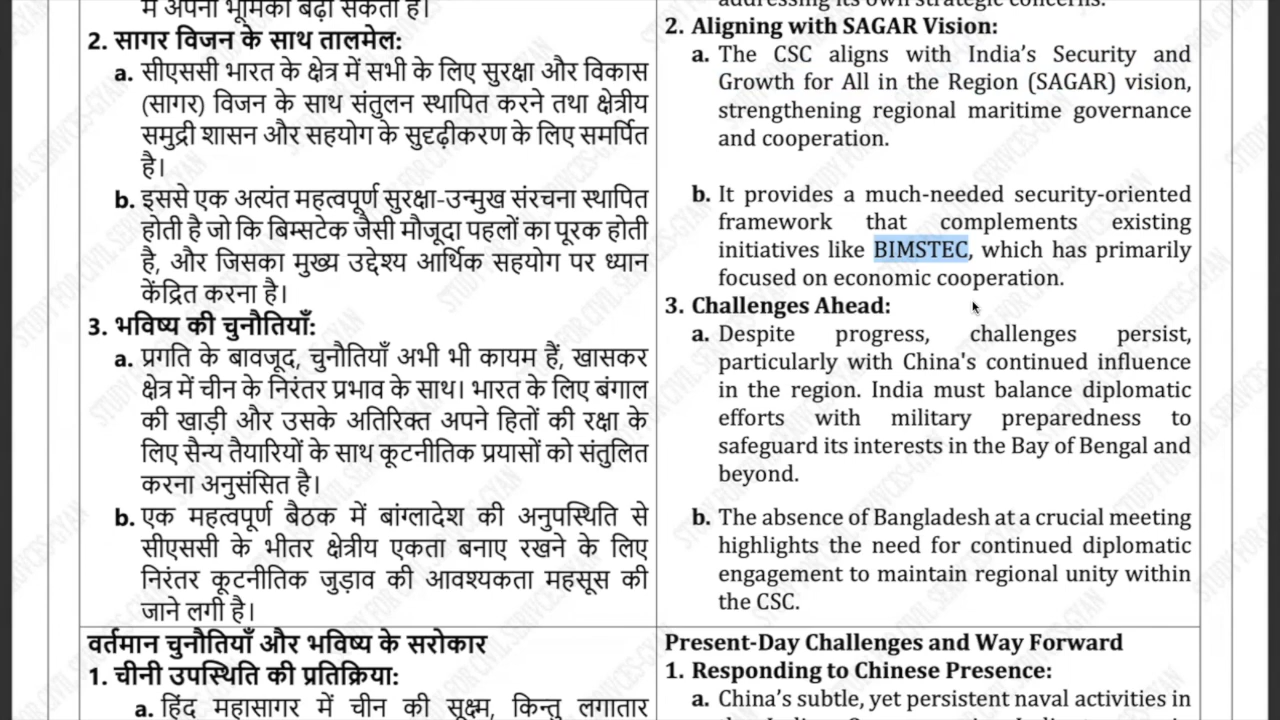 में अपनी भूमिका बढ़ा सकता है।
2. सागर विजन के साथ तालमेल:
a. सीएससी भारत के क्षेत्र में सभी के लिए सुरक्षा और विकास
(सागर) विजन के साथ संतुलन स्थापित करने तथा क्षेत्रीय
समुद्री शासन और सहयोग के सुदृढ़ीकरण के लिए समर्पित
है।
b. इससे एक अत्यंत महत्वपूर्ण सुरक्षा-उन्मुख संरचना स्थापित
होती है जो कि बिम्सटेक जैसी मौजूदा पहलों का पूरक होती
है, और जिसका मुख्य उद्देश्य आर्थिक सहयोग पर ध्यान
केंद्रित करना है।
3. भविष्य की चुनौतियाँ:
a. प्रगति के बावजूद, चुनौतियाँ अभी भी कायम हैं, खासकर
क्षेत्र में चीन के निरंतर प्रभाव के साथ। भारत के लिए बंगाल
की खाड़ी और उसके अतिरिक्त अपने हितों की रक्षा के
लिए सैन्य तैयारियों के साथ कूटनीतिक प्रयासों को संतुलित
करना अनुसंसित है।
b. एक महत्वपूर्ण बैठक में बांग्लादेश की अनुपस्थिति से
सीएससी के भीतर क्षेत्रीय एकता बनाए रखने के लिए
निरंतर कूटनीतिक जुड़ाव की आवश्यकता महसूस की
जाने लगी है।
वर्तमान चुनौतियाँ और भविष्य के सरोकार
1. चीनी उपस्थिति की प्रतिक्रिया:
a. हिंद महासागर में चीन की सूक्ष्म, किन्तु लगातार
addressing its own strategic concerns.
2. Aligning with SAGAR Vision:
a. The CSC aligns with India’s Security and
Growth for All in the Region (SAGAR) vision,
strengthening regional maritime governance
and cooperation.
b. It provides a much-needed security-oriented
framework that complements existing
initiatives like BIMSTEC, which has primarily
focused on economic cooperation.
3. Challenges Ahead:
a. Despite progress, challenges persist,
particularly with China's continued influence
in the region. India must balance diplomatic
efforts with military preparedness to
safeguard its interests in the Bay of Bengal and
beyond.
b. The absence of Bangladesh at a crucial meeting
highlights the need for continued diplomatic
engagement to maintain regional unity within
the CSC.
Present-Day Challenges and Way Forward
1. Responding to Chinese Presence:
a. China’s subtle, yet persistent naval activities in